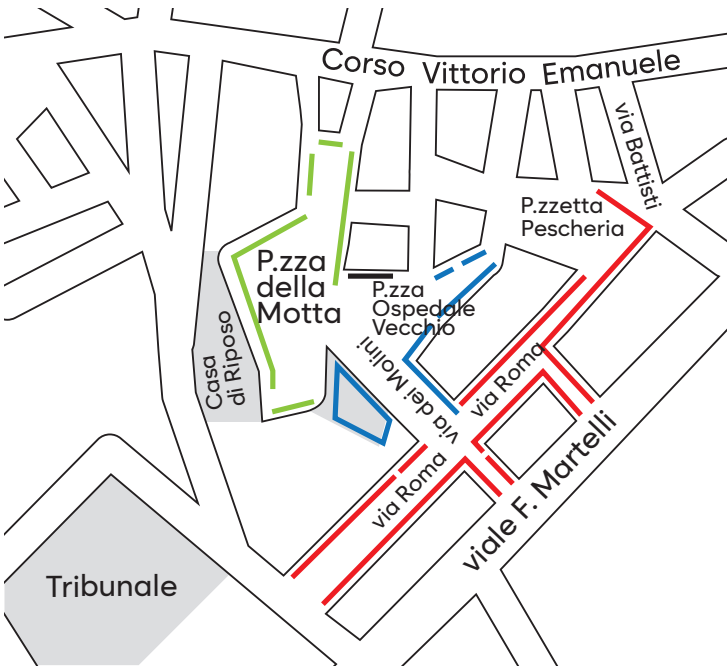 Corso Vittorio Emanuele
via Battisti
P.zzetta
Pescheria
P.zza
della
Motta
P.zza
Ospedale
Vecchio
Casa
di Riposo
via dei Molini
via Roma
via Roma
viale F. Martelli
Tribunale